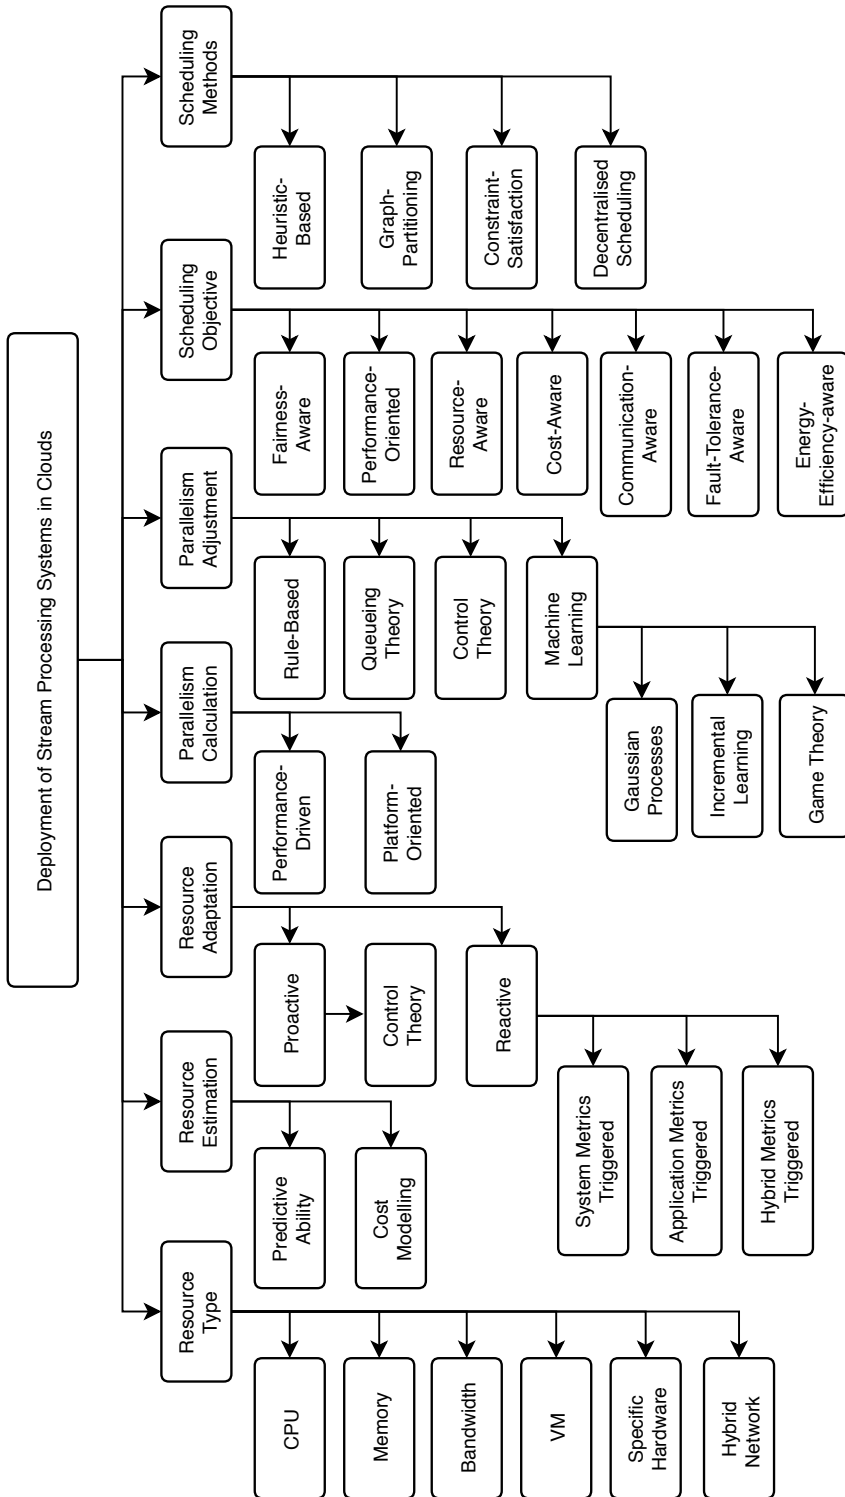 Deployment of Stream Processing Systems in Clouds
Resource
Type
CPU
Memory
Bandwidth
VM
Specific
Hardware
Hybrid
Network
Resource
Estimation
Predictive
Ability
Cost
Modelling
Resource
Adaptation
Proactive
Control
Theory
Reactive
System Metrics
Triggered
Application Metrics
Triggered
Hybrid Metrics
Triggered
Parallelism
Calculation
Performance-
Driven
Platform-
Oriented
Parallelism
Adjustment
Rule-Based
Queueing
Theory
Control
Theory
Machine
Learning
Gaussian
Processes
Incremental
Learning
Game Theory
Scheduling
Objective
Fairness-
Aware
Performance-
Oriented
Resource-
Aware
Cost-Aware
Communication-
Aware
Fault-Tolerance-
Aware
Energy-
Efficiency-aware
Scheduling
Methods
Heuristic-
Based
Graph-
Partitioning
Constraint-
Satisfaction
Decentralised
Scheduling